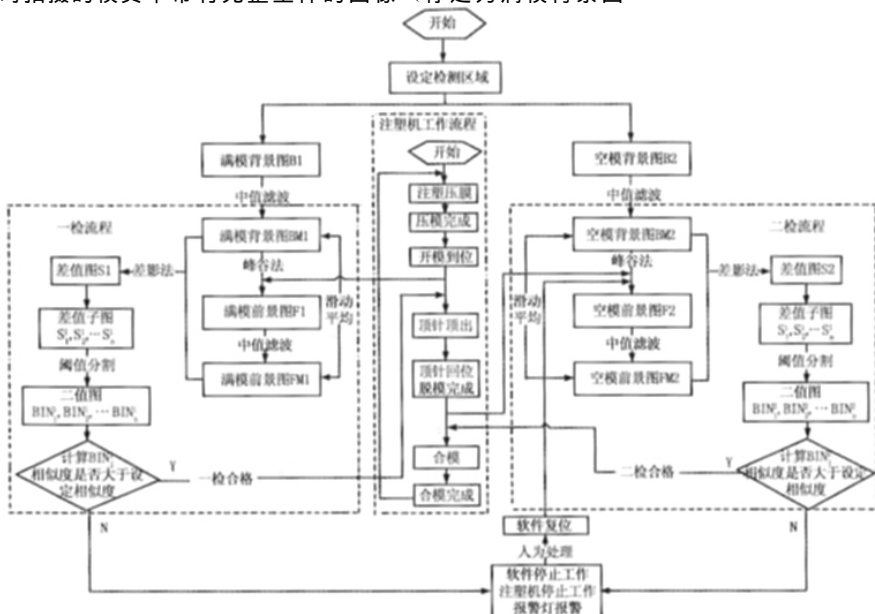 开始
设定检测区域
满模背景图B1
注塑机工作流程
空模背景图B2
开始
中值滤波
注塑压膜
中值滤波
一检流程
压模完成
二检流程
满模背景图BM1
空模背景图BM2
开模到位
差值图S1
差影法
峰谷法
峰谷法
差影法
差值图S2
满模前景图F1
滑动
平均
滑动
平均
空模前景图F2
差值子图
顶针顶出
差值子图
中值滤波
中值滤波
阈值分割
顶针回位
脱模完成
阈值分割
满模前景图FM1
空模前景图FM2
二值图
二值图
合模
计算BIN
相似度是否大于设
定相似度
Y
一检合格
二检合格
Y
计算BIN
相似度是否大于设定
相似度
合模完成
N
软件复位
N
人为处理
软件停止工作
注塑机停止工作
报警灯报警